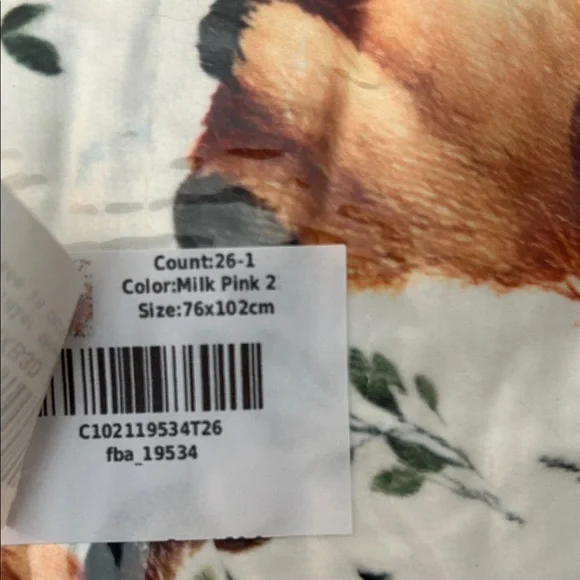 Count:26-1
Color:Milk Pink 2
Size:76x102cm
C102119534T26
fba_19534